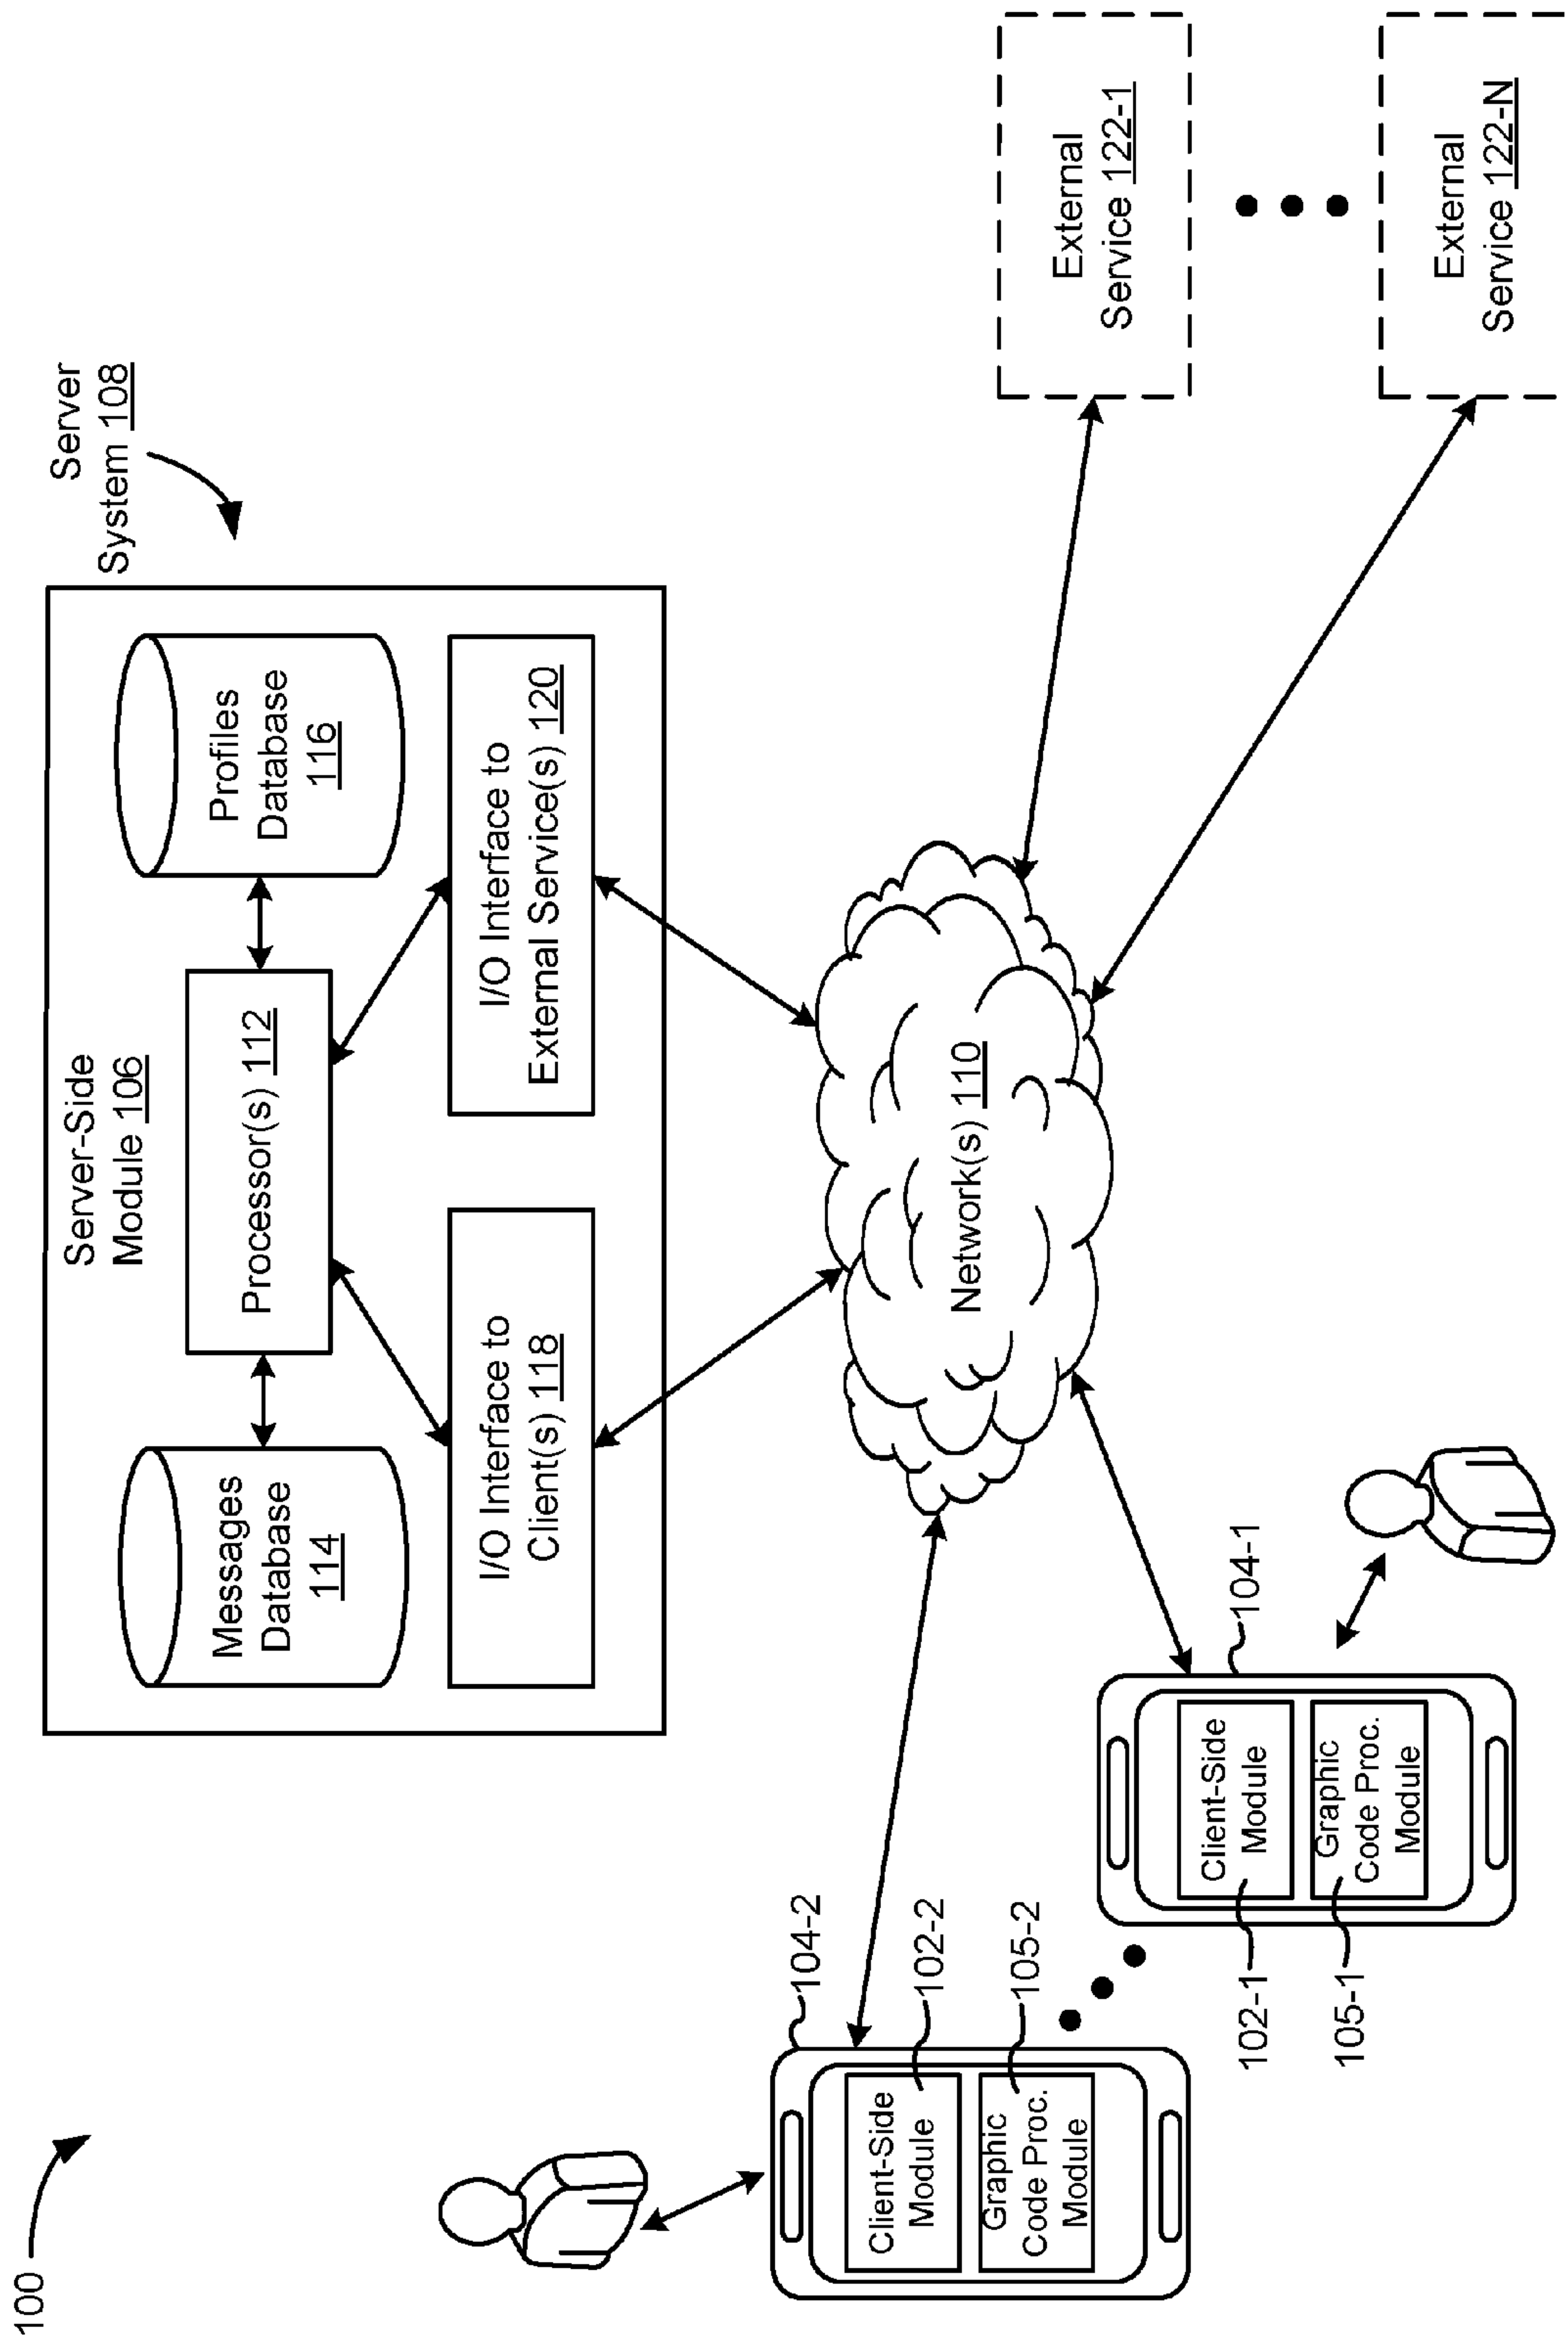 100
Server
System 108
Server-Side
Module 106
Messages
Database
114
Processor(s) 112
Profiles
Database
116
I/O Interface to
Client(s) 118
I/O Interface to
External Service(s) 120
Network(s) 110
104-2
Client-Side
Module
102-2
Graphic
Code Proc.
Module
105-2
104-1
Client-Side
Module
102-1
Graphic
Code Proc.
Module
105-1
External
Service 122-1
External
Service 122-N